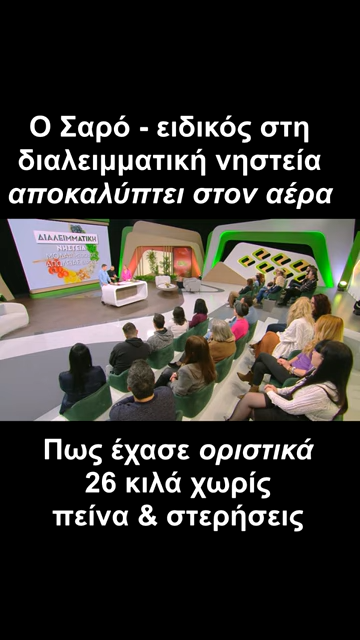 Ο Σαρό - ειδικός στη
διαλειμματική νηστεία
αποκαλύπτει στον αέρα
ΔΙΑΛΕΙΜΜΑΤΙΚΗ
ΝΗΣΤΕΙΑ
Πως έχασε οριστικά
26 κιλά χωρίς
πείνα & στερήσεις